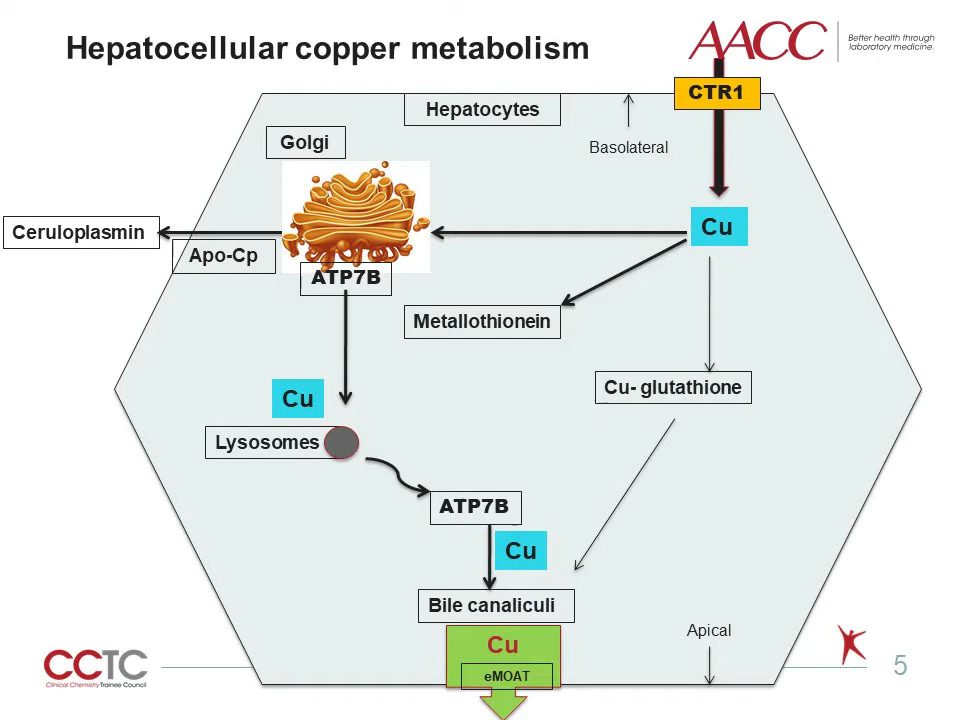 Hepatocellular copper metabolism
AACC
Better health through
laboratory medicine.
CTR1
Hepatocytes
Golgi
Basolateral
Ceruloplasmin
Cu
Apo-Cp
ATP7B
Metallothionein
Cu- glutathione
Cu
Lysosomes
ATP7B
Cu
Bile canaliculi
Cu
Apical
eMOAT
CCTC
Clinical Chemistry Trainee Council
5